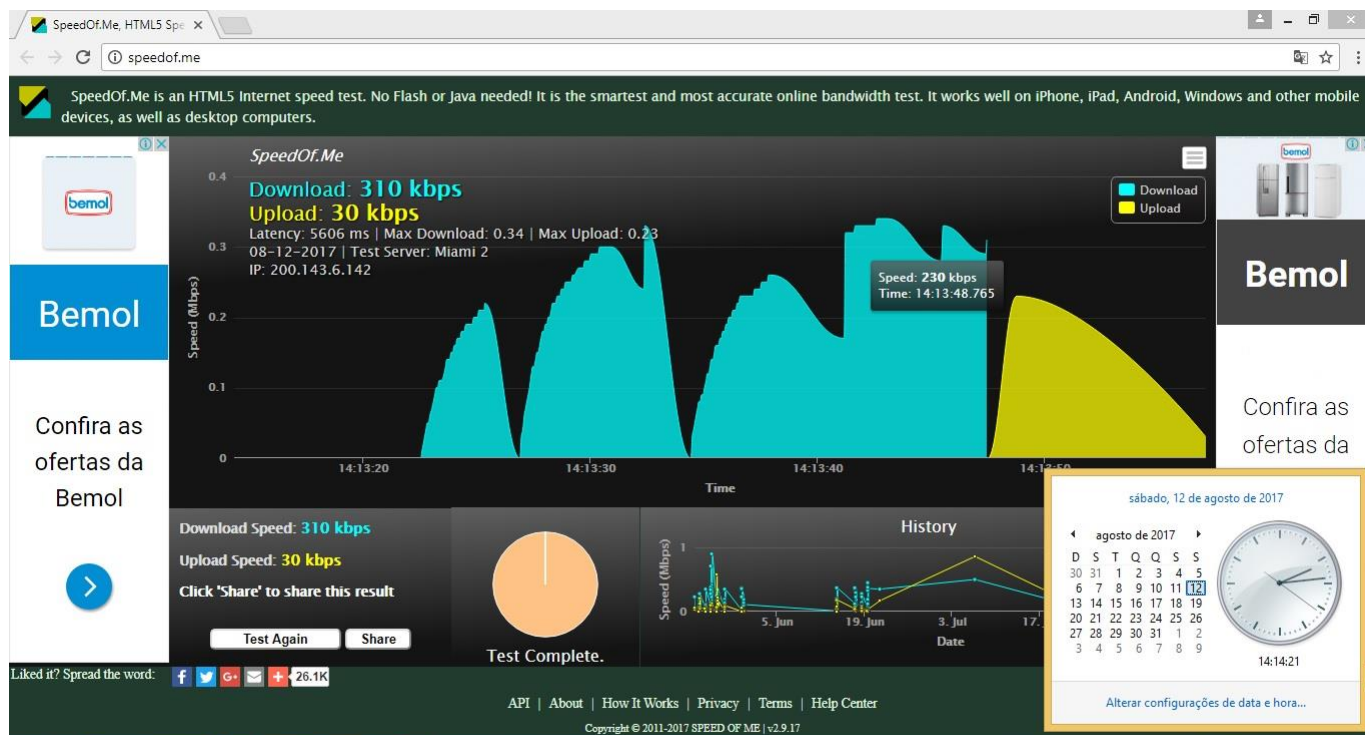 SpeedOf.Me, HTML5 Spe
speedof.me
SpeedOf.Me is an HTML5 Internet speed test. No Flash or Java needed! It is the smartest and most accurate online bandwidth test. It works well on iPhone, iPad, Android, Windows and other mobile
devices, as well as desktop computers.
bemol
Bemol
Confira as
ofertas da
Bemol
SpeedOf.Me
Download: 310 kbps
Upload: 30 kbps
Latency: 5606 ms | Max Download: 0.34 | Max Upload: 0.23
08-12-2017 | Test Server: Miami 2
IP: 200.143.6.142
Download
Upload
Speed (Mbps)
0.4
0.3
0.2
0.1
0
Speed: 230 kbps
Time: 14:13:48.765
14:13:20
14:13:30
14:13:40
14:13:50
Time
bemol
Bemol
Confira as
ofertas da
Download Speed: 310 kbps
Upload Speed: 30 kbps
Click 'Share' to share this result
Test Again
Share
Test Complete.
History
Speed (Mbps)
1
0
5. Jun
19. Jun
3. Jul
17.
Date
sábado, 12 de agosto de 2017
agosto de 2017
D S T Q Q S S
30 31 1 2 3 4 5
6 7 8 9 10 11 12
13 14 15 16 17 18 19
20 21 22 23 24 25 26
27 28 29 30 31 1 2
3 4 5 6 7 8 9
14:14:21
Alterar configurações de data e hora...
Liked it? Spread the word:
26.1K
API | About | How It Works | Privacy | Terms | Help Center
Copyright © 2011-2017 SPEED OF ME | v2.9.17